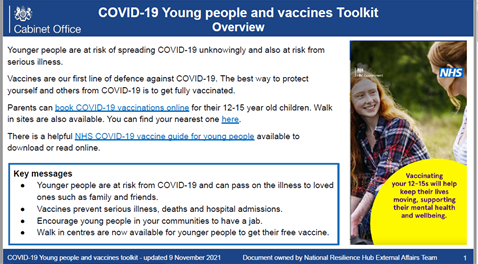 Cabinet Office
COVID-19 Young people and vaccines Toolkit
Overview
Younger people are at risk of spreading COVID-19 unknowingly and also at risk from
serious illness.
Vaccines are our first line of defence against COVID-19. The best way to protect
yourself and others from COVID-19 is to get fully vaccinated.
Parents can book COVID-19 vaccinations online for their 12-15 year old children. Walk
in sites are also available. You can find your nearest one here.
There is a helpful NHS COVID-19 vaccine guide for young people available to
download or read online.
Key messages
• Younger people are at risk from COVID-19 and can pass on the illness to loved
ones such as family and friends.
• Vaccines prevent serious illness, deaths and hospital admissions.
• Encourage young people in your communities to have a jab.
• Walk in centres are now available for younger people to get their free vaccine.
NHS
Vaccinating
your 12-15s will help
keep their lives
moving, supporting
their mental health
and wellbeing.
COVID-19 Young people and vaccines toolkit - updated 9 November 2021
Document owned by National Resilience Hub External Affairs Team
1